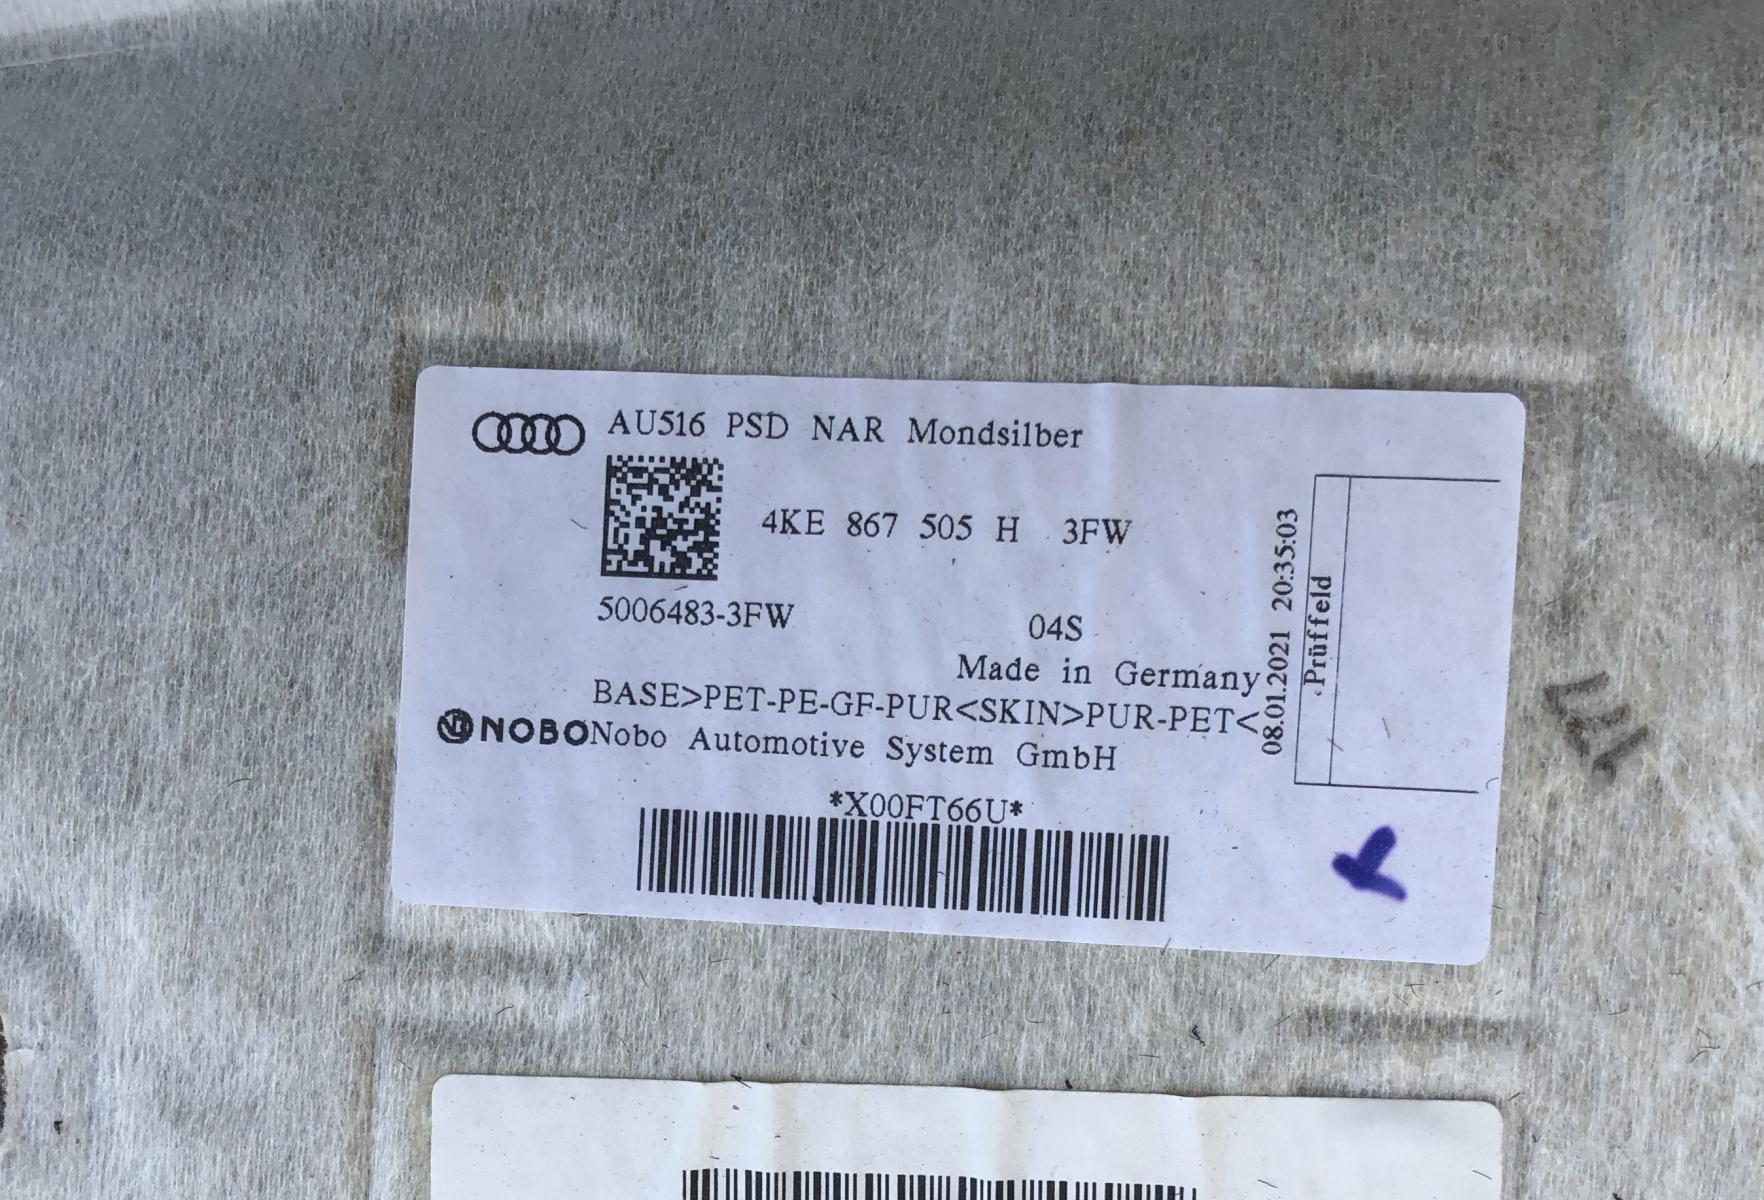 AU516 PSD NAR Mondsilber
4KE 867 505 H 3FW
5006483-3FW
04S
Made in Germany
BASE>PET-PE-GF-PUR<SKIN>PUR-PET<
NOBO Nobo Automotive System GmbH
*X00FT66U*
08.01.2021 20:35:03
Prüffeld